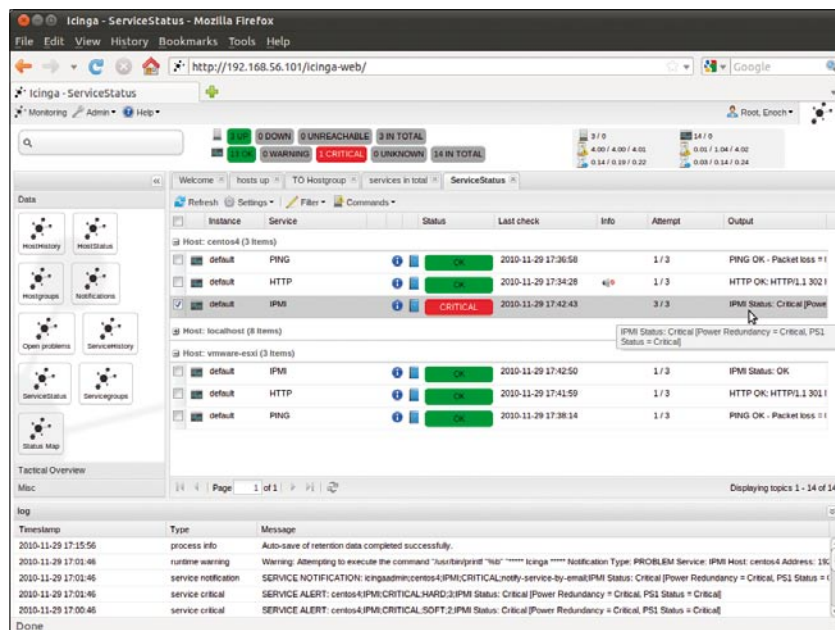 Icinga - ServiceStatus - Mozilla Firefox
File Edit View History Bookmarks Tools Help
http://192.168.56.101/icinga-web/
Google
Icinga - ServiceStatus
Monitoring Admin Help Root, Enoch
3 UP 0 DOWN 0 UNREACHABLE 3 IN TOTAL
13 OK 0 WARNING 1 CRITICAL 0 UNKNOWN 14 IN TOTAL
3 / 0 14 / 0
4.00 / 4.00 / 4.01 0.01 / 1.04 / 4.02
0.14 / 0.19 / 0.22 0.03 / 0.14 / 0.24
Welcome hosts up TO Hostgroup services in total ServiceStatus
Data
Refresh Settings Filter Commands
Instance Service Status Last check Info Attempt Output
Host: centos4 (3 Items)
default PING OK 2010-11-29 17:36:58 1 / 3 PING OK - Packet loss =
default HTTP OK 2010-11-29 17:34:28 1 / 3 HTTP OK: HTTP/1.1 302
default IPMI CRITICAL 2010-11-29 17:42:43 3 / 3 IPMI Status: Critical [Powe
Host: localhost (8 Items)
IPMI Status: Critical [Power Redundancy = Critical, PS1
Status = Critical]
Host: vmware-esxi (3 Items)
default IPMI OK 2010-11-29 17:42:50 1 / 3 IPMI Status: OK
default HTTP OK 2010-11-29 17:41:59 1 / 3 HTTP OK: HTTP/1.1 301
default PING OK 2010-11-29 17:38:14 1 / 3 PING OK - Packet loss =
HostHistory HostStatus
Hostgroups Notifications
Open problems ServiceHistory
ServiceStatus Servicegroups
Status Map
Tactical Overview
Misc
Page 1 of 1 Displaying topics 1 - 14 of 14
log
Timestamp Type Message
2010-11-29 17:15:56 process info Auto-save of retention data completed successfully.
2010-11-29 17:01:46 runtime warning Warning: Attempting to execute the command "/usr/bin/printf "%b" "***** Icinga ***** Notification Type: PROBLEM Service: IPMI Host: centos4 Address: 192
2010-11-29 17:01:46 service notification SERVICE NOTIFICATION: icingaadmin;centos4;IPMI;CRITICAL;notify-service-by-email;IPMI Status: Critical [Power Redundancy = Critical, PS1 Status =
2010-11-29 17:01:46 service critical SERVICE ALERT: centos4;IPMI;CRITICAL;HARD;3;IPMI Status: Critical [Power Redundancy = Critical, PS1 Status = Critical]
2010-11-29 17:00:46 service critical SERVICE ALERT: centos4;IPMI;CRITICAL;SOFT;2;IPMI Status: Critical [Power Redundancy = Critical, PS1 Status = Critical]
Done